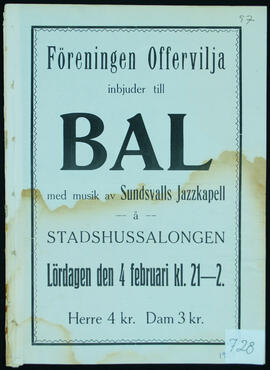 87
Föreningen Offervilja
inbjuder till
BAL
med musik av Sundsvalls Jazzkapell
— å —
STADSHUSSALONGEN
Lördagen den 4 februari kl. 21—2.
Herre 4 kr. Dam 3 kr.
728